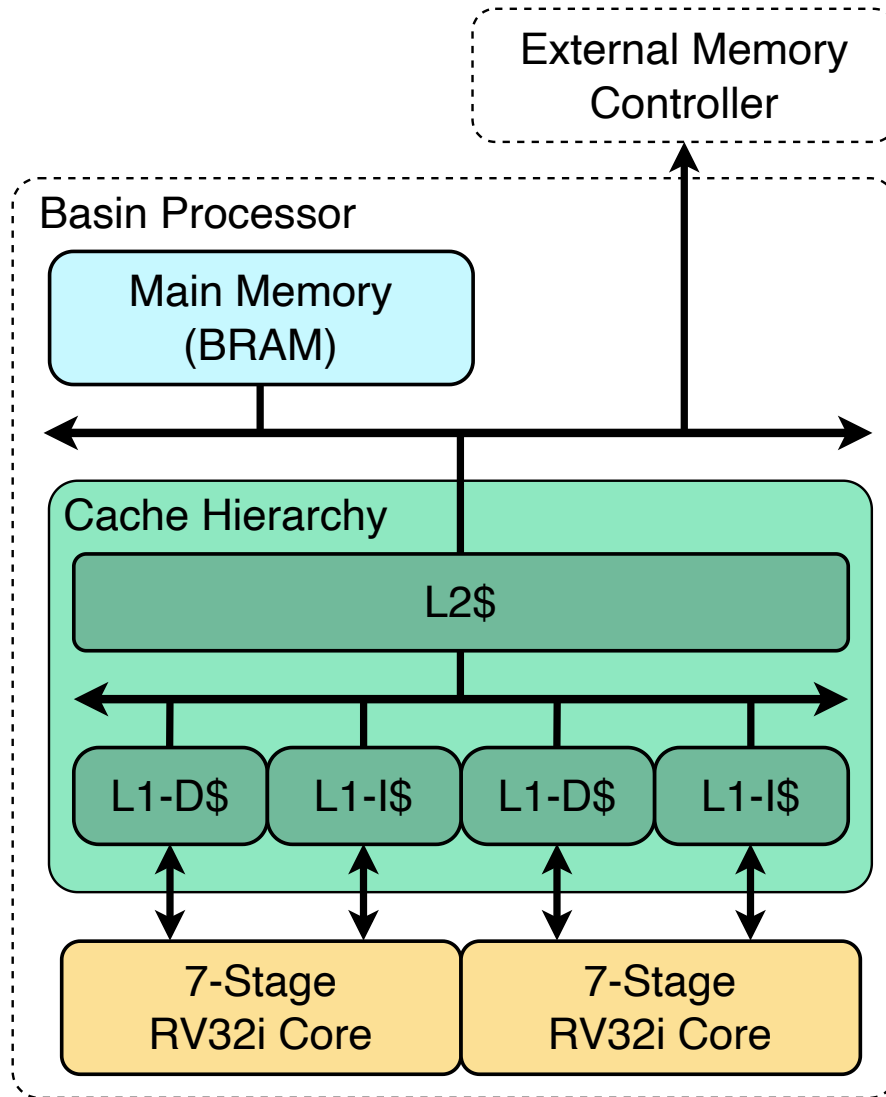 External Memory
Controller
Basin Processor
Main Memory
(BRAM)
Cache Hierarchy
L2$
L1-D$
L1-I$
L1-D$
L1-I$
7-Stage
RV32i Core
7-Stage
RV32i Core